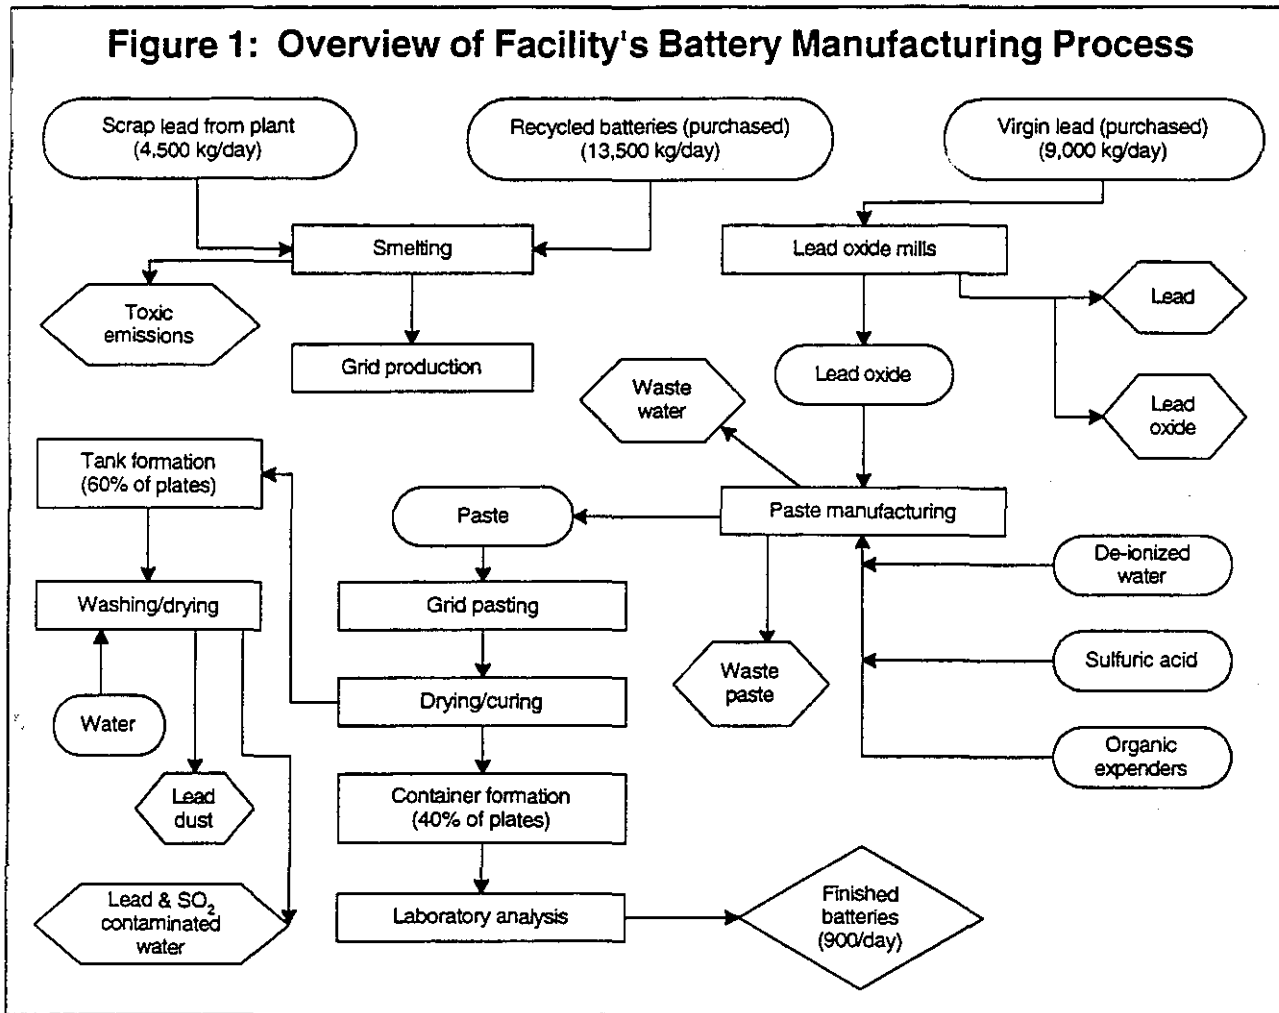 Figure 1: Overview of Facility's Battery Manufacturing Process
Scrap lead from plant
(4,500 kg/day)
Recycled batteries (purchased)
(13,500 kg/day)
Virgin lead (purchased)
(9,000 kg/day)
Smelting
Lead oxide mills
Toxic
emissions
Lead
Grid production
Lead oxide
Waste
water
Lead
oxide
Tank formation
(60% of plates)
Paste
Paste manufacturing
De-ionized
water
Washing/drying
Grid pasting
Waste
paste
Sulfuric acid
Drying/curing
Water
Organic
expenders
Lead
dust
Container formation
(40% of plates)
Lead & SO₂
contaminated
water
Laboratory analysis
Finished
batteries
(900/day)